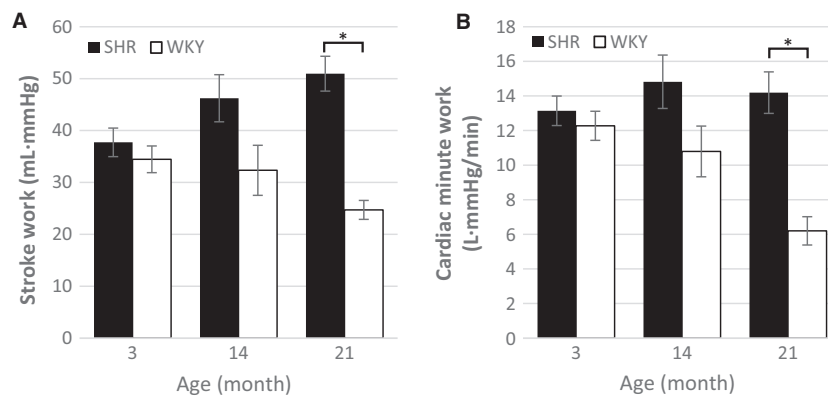 A
60
50
40
30
20
10
0
Stroke work (mL·mmHg)
SHR WKY
*
3 14 21
Age (month)
B
18
16
14
12
10
8
6
4
2
0
Cardiac minute work
(L·mmHg/min)
SHR WKY
*
3 14 21
Age (month)